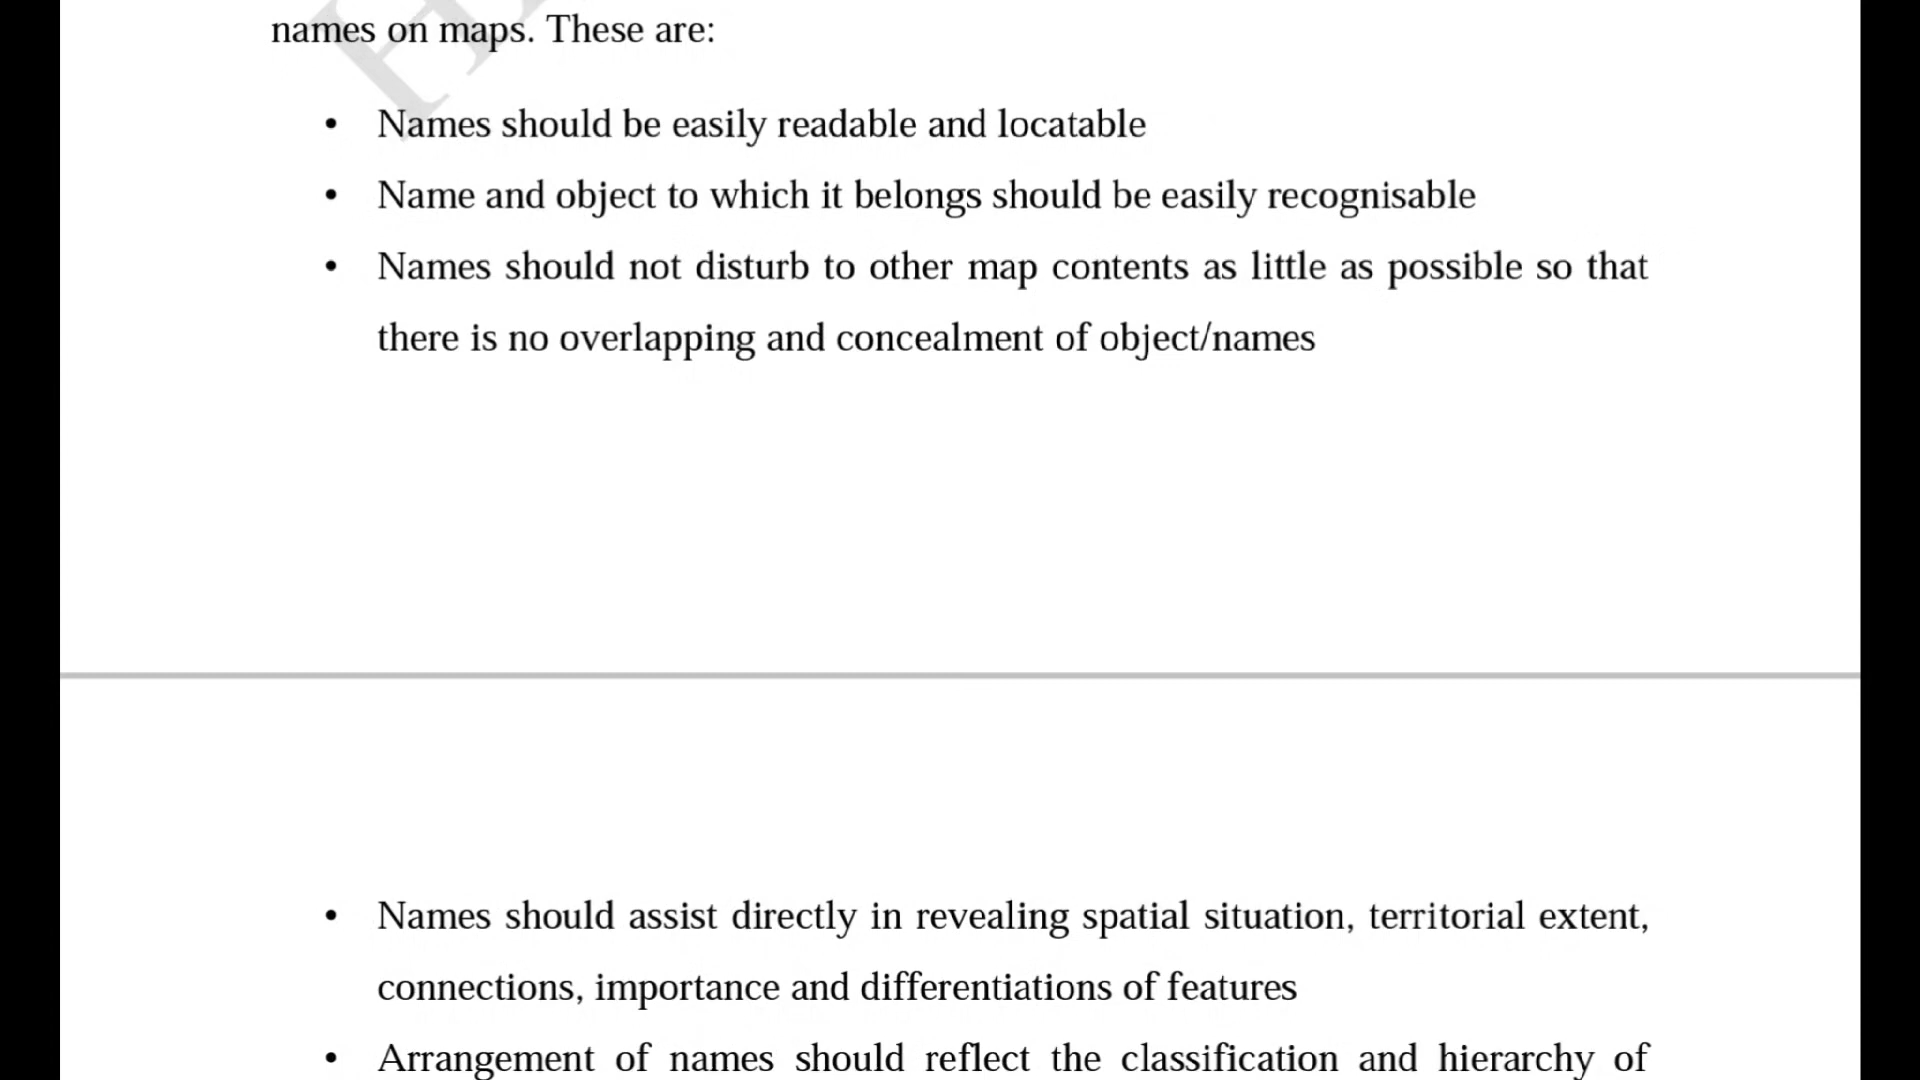 names on maps. These are:
• Names should be easily readable and locatable
• Name and object to which it belongs should be easily recognisable
• Names should not disturb to other map contents as little as possible so that
there is no overlapping and concealment of object/names
• Names should assist directly in revealing spatial situation, territorial extent,
connections, importance and differentiations of features
• Arrangement of names should reflect the classification and hierarchy of